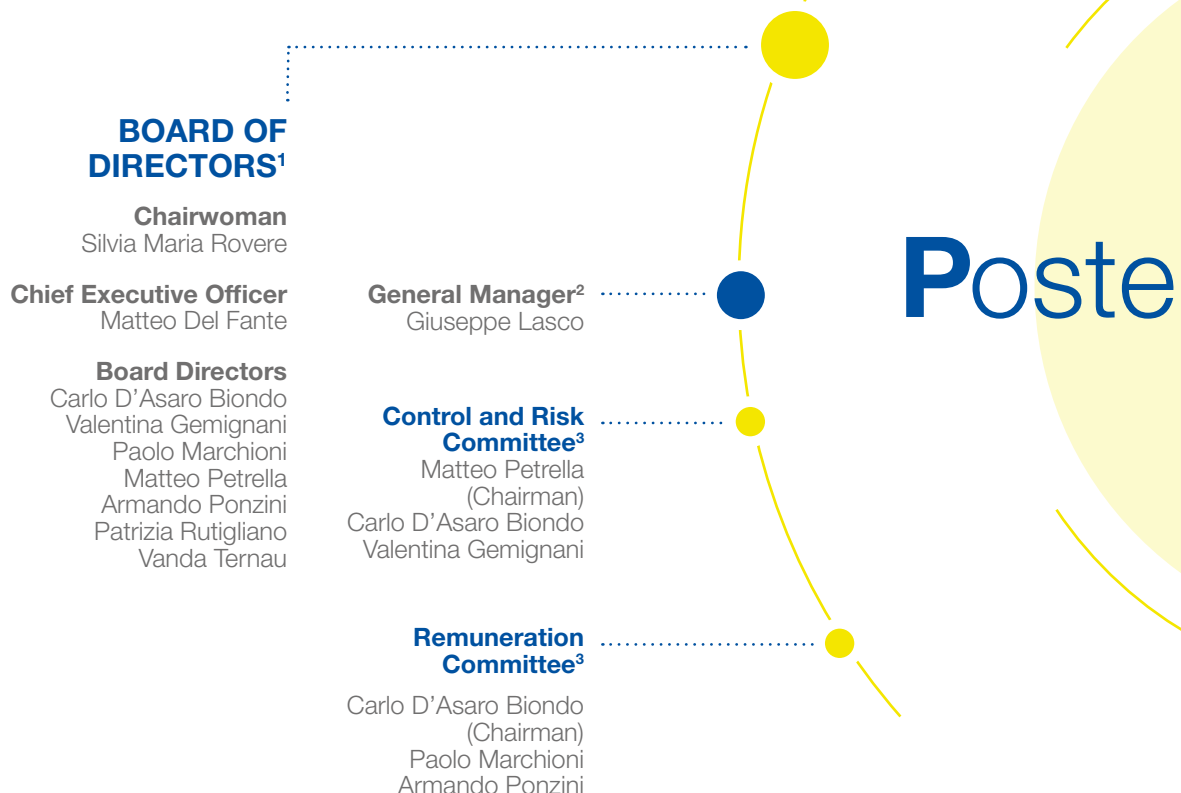 BOARD OF
DIRECTORS¹
Chairwoman
Silvia Maria Rovere
Chief Executive Officer
Matteo Del Fante
Board Directors
Carlo D’Asaro Biondo
Valentina Gemignani
Paolo Marchioni
Matteo Petrella
Armando Ponzini
Patrizia Rutigliano
Vanda Ternau
General Manager²
Giuseppe Lasco
Control and Risk
Committee³
Matteo Petrella
(Chairman)
Carlo D’Asaro Biondo
Valentina Gemignani
Remuneration
Committee³
Carlo D’Asaro Biondo
(Chairman)
Paolo Marchioni
Armando Ponzini
Poste